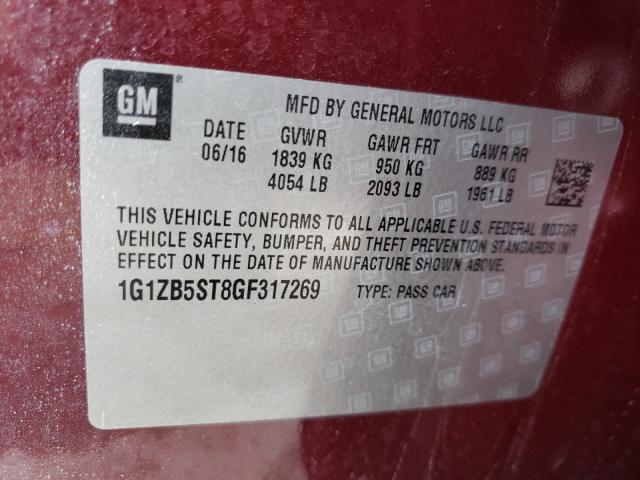 GM ®
MFD BY GENERAL MOTORS LLC
DATE GVWR GAWR FRT GAWR RR
06/16 1839 KG 950 KG 889 KG
4054 LB 2093 LB 1961 LB
THIS VEHICLE CONFORMS TO ALL APPLICABLE U.S. FEDERAL MOTOR
VEHICLE SAFETY, BUMPER, AND THEFT PREVENTION STANDARDS IN
EFFECT ON THE DATE OF MANUFACTURE SHOWN ABOVE.
1G1ZB5ST8GF317269 TYPE: PASS CAR